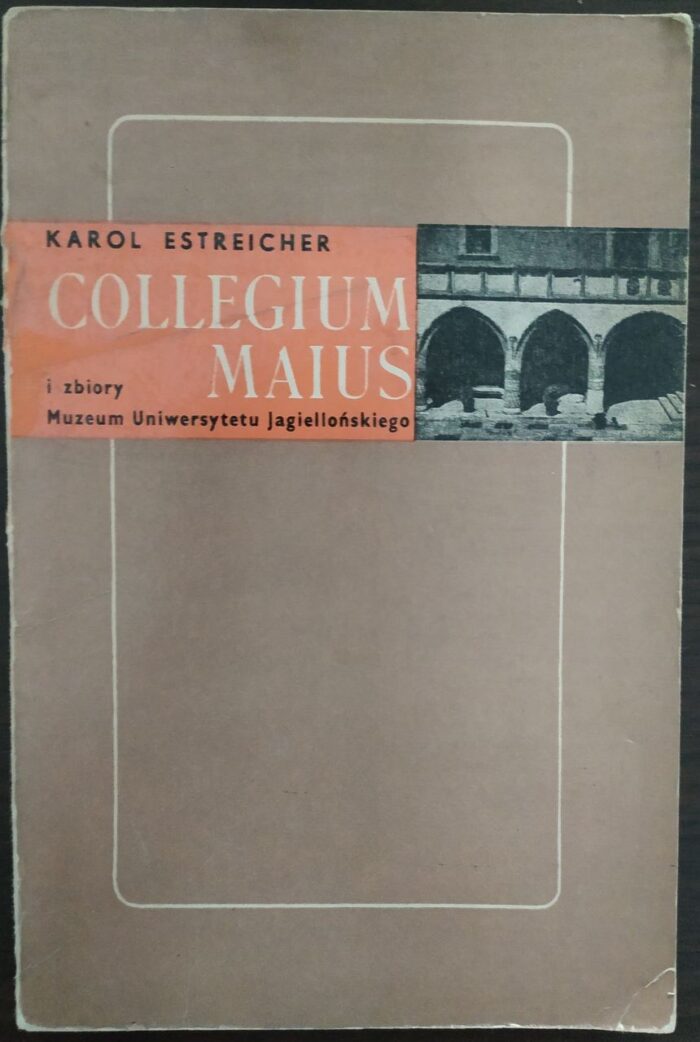 KAROL ESTREICHER
COLLEGIUM
MAIUS
i zbiory
Muzeum Uniwersytetu Jagiellońskiego